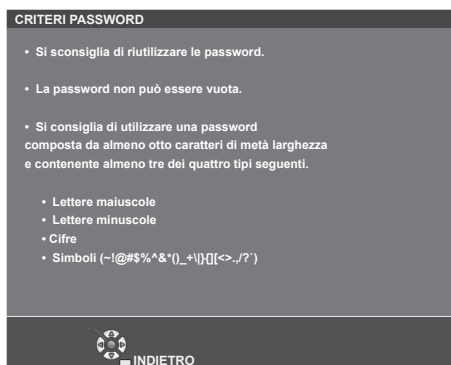 CRITERI PASSWORD
• Si sconsiglia di riutilizzare le password.
• La password non può essere vuota.
• Si consiglia di utilizzare una password
composta da almeno otto caratteri di metà larghezza
e contenente almeno tre dei quattro tipi seguenti.
• Lettere maiuscole
• Lettere minuscole
• Cifre
• Simboli (~!@#$%^&*()_+\|}{][<>.,/?`)
INDIETRO